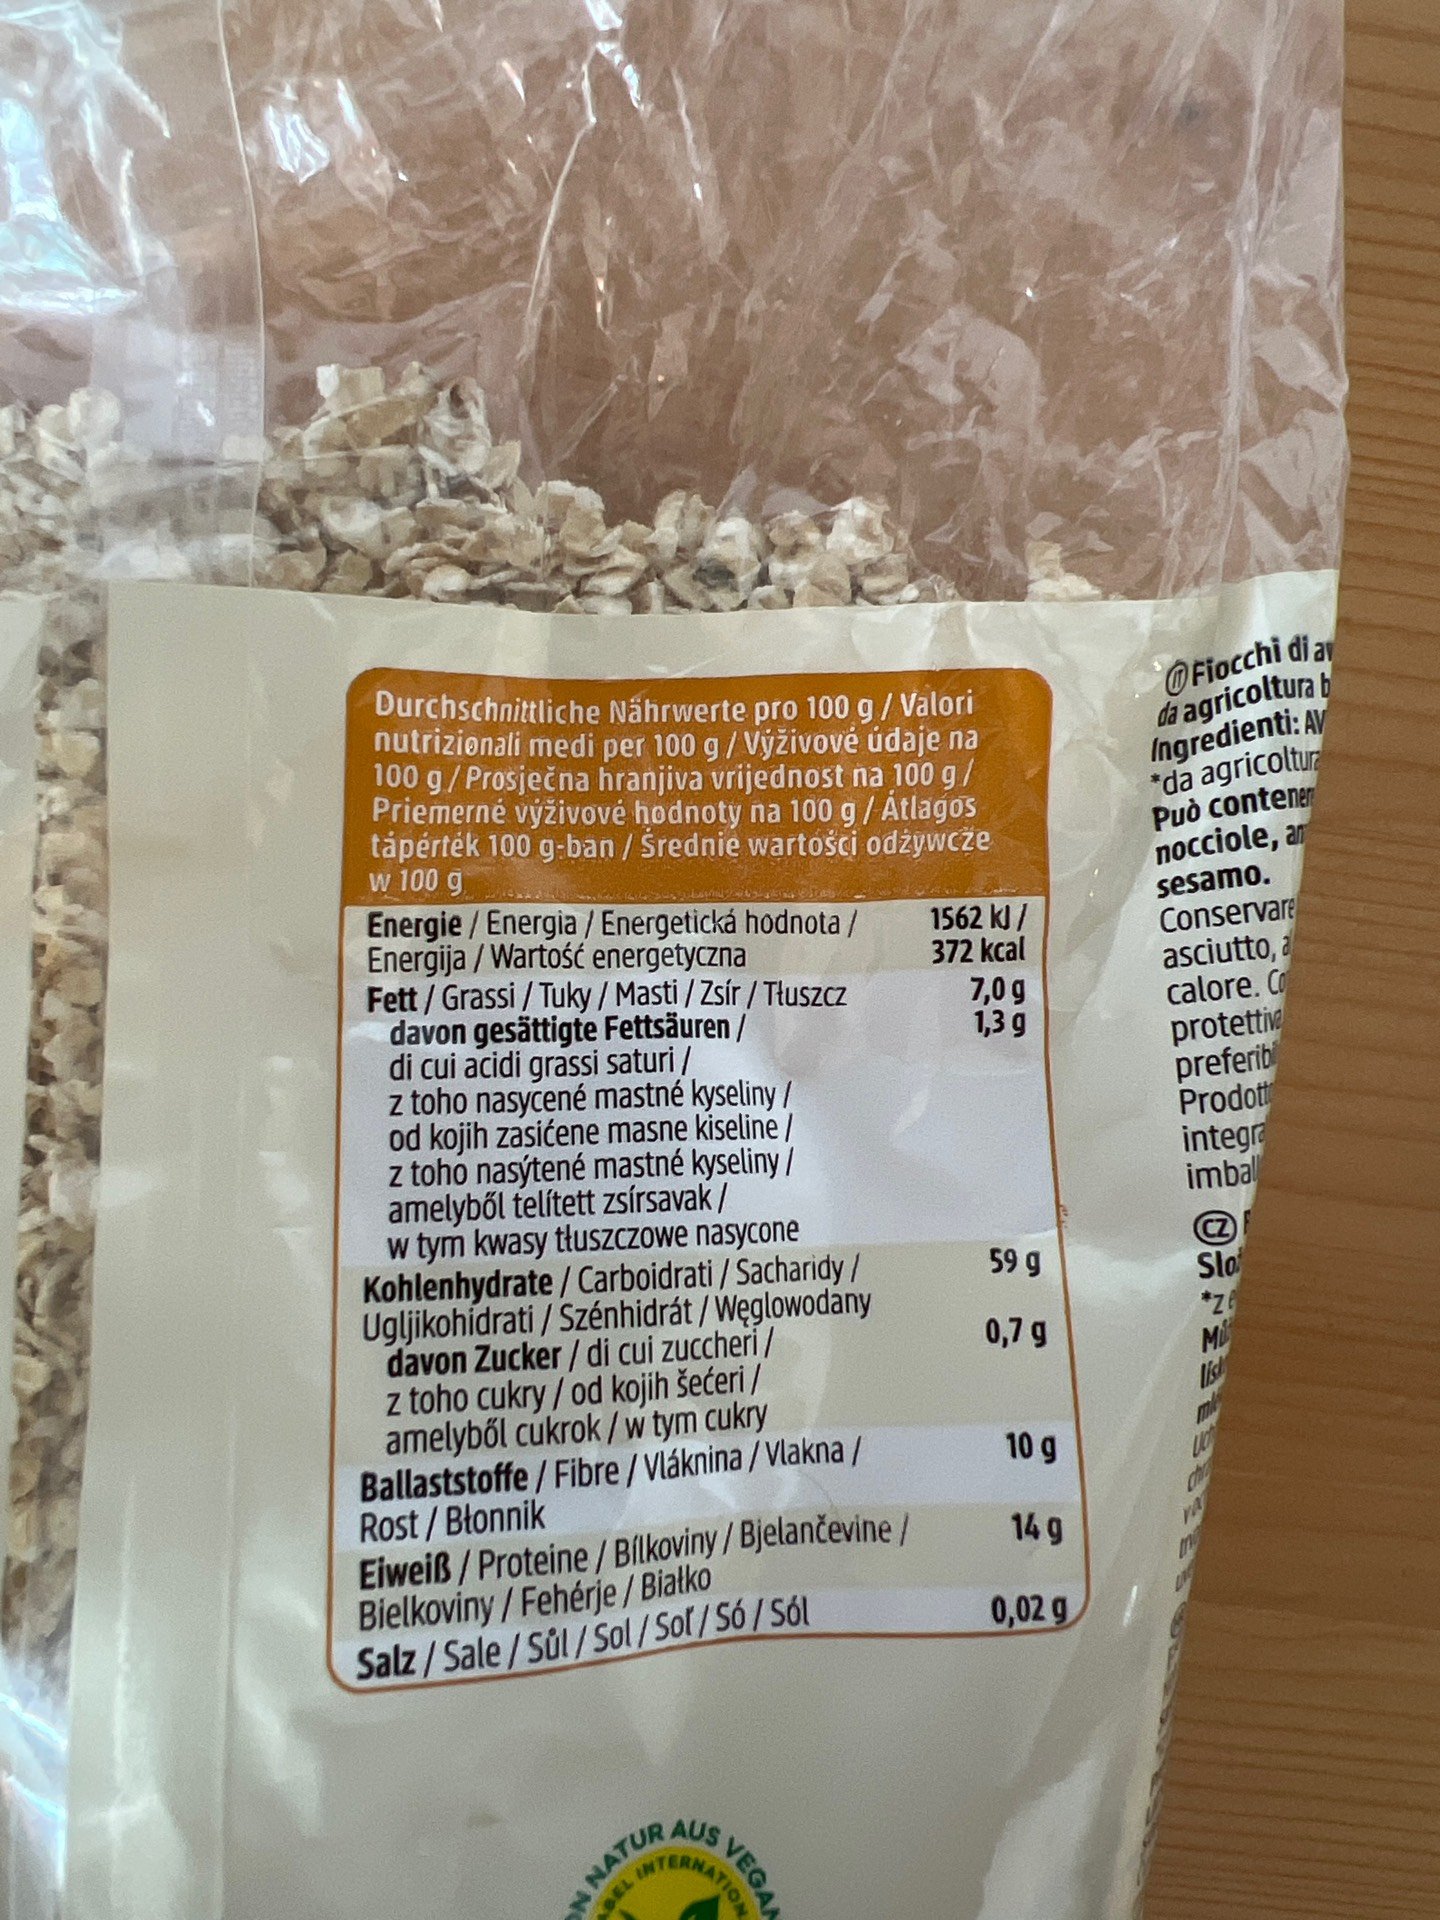 Durchschnittliche Nährwerte pro 100 g / Valori
nutrizionali medi per 100 g / Výživové údaje na
100 g / Prosječna hranjiva vrijednost na 100 g /
Priemerné výživové hodnoty na 100 g / Átlagos
tápérték 100 g-ban / Średnie wartości odżywcze
w 100 g
Energie / Energia / Energetická hodnota / 1562 kJ /
Energija / Wartość energetyczna 372 kcal
Fett / Grassi / Tuky / Masti / Zsír / Tłuszcz 7,0 g
davon gesättigte Fettsäuren / 1,3 g
di cui acidi grassi saturi /
z toho nasycené mastné kyseliny /
od kojih zasićene masne kiseline /
z toho nasýtené mastné kyseliny /
amelyből telített zsírsavak /
w tym kwasy tłuszczowe nasycone
Kohlenhydrate / Carboidrati / Sacharidy / 59 g
Ugljikohidrati / Szénhidrát / Węglowodany
davon Zucker / di cui zuccheri / 0,7 g
z toho cukry / od kojih šećeri /
amelyből cukrok / w tym cukry
Ballaststoffe / Fibre / Vláknina / Vlakna / 10 g
Rost / Błonnik
Eiweiß / Proteine / Bílkoviny / Bjelančevine / 14 g
Bielkoviny / Fehérje / Białko
Salz / Sale / Sůl / Sol / Soľ / Só / Sól 0,02 g
IT Fiocchi di
da agricoltura
Ingredienti:
*da agricoltura
Può
nocciole,
sesamo.
Conservare
asciutto,
calore.
CZ
NATUR AUS VEGAN